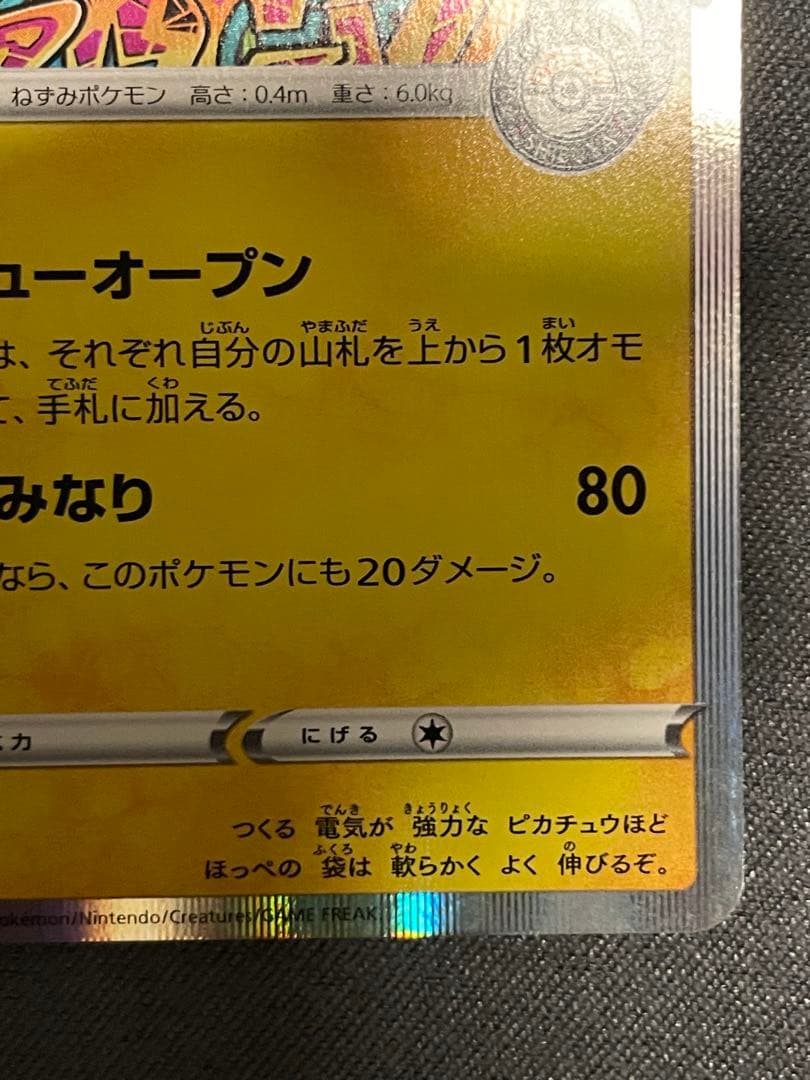 ねずみポケモン 高さ：0.4m 重さ：6.0kg
ューオープン
は、それぞれ自分の山札を上から1枚オモ
て、手札に加える。
みなり
80
なら、このポケモンにも20ダメージ。
にげる
つくる 電気が 強力な ピカチュウほど
ほっぺの 袋は 軟らかく よく 伸びるぞ。
Pokémon/Nintendo/Creatures/GAME FREAK